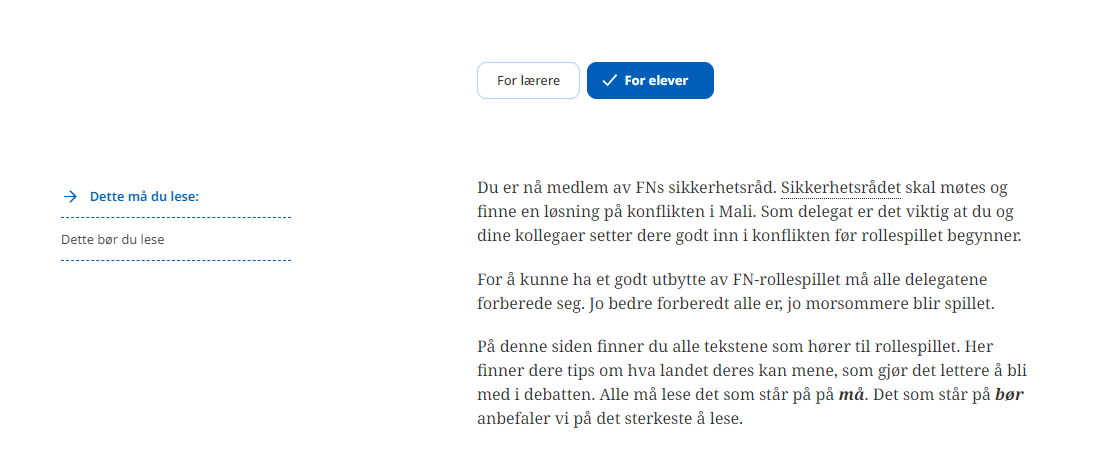 For lærere
For elever
Dette må du lese:
Dette bør du lese
Du er nå medlem av FNs sikkerhetsråd. Sikkerhetsrådet skal møtes og
finne en løsning på konflikten i Mali. Som delegat er det viktig at du og
dine kollegaer setter dere godt inn i konflikten før rollespillet begynner.
For å kunne ha et godt utbytte av FN-rollespillet må alle delegatene
forberede seg. Jo bedre forberedt alle er, jo morsommere blir spillet.
På denne siden finner du alle tekstene som hører til rollespillet. Her
finner dere tips om hva landet deres kan mene, som gjør det lettere å bli
med i debatten. Alle må lese det som står på på må. Det som står på bør
anbefaler vi på det sterkeste å lese.